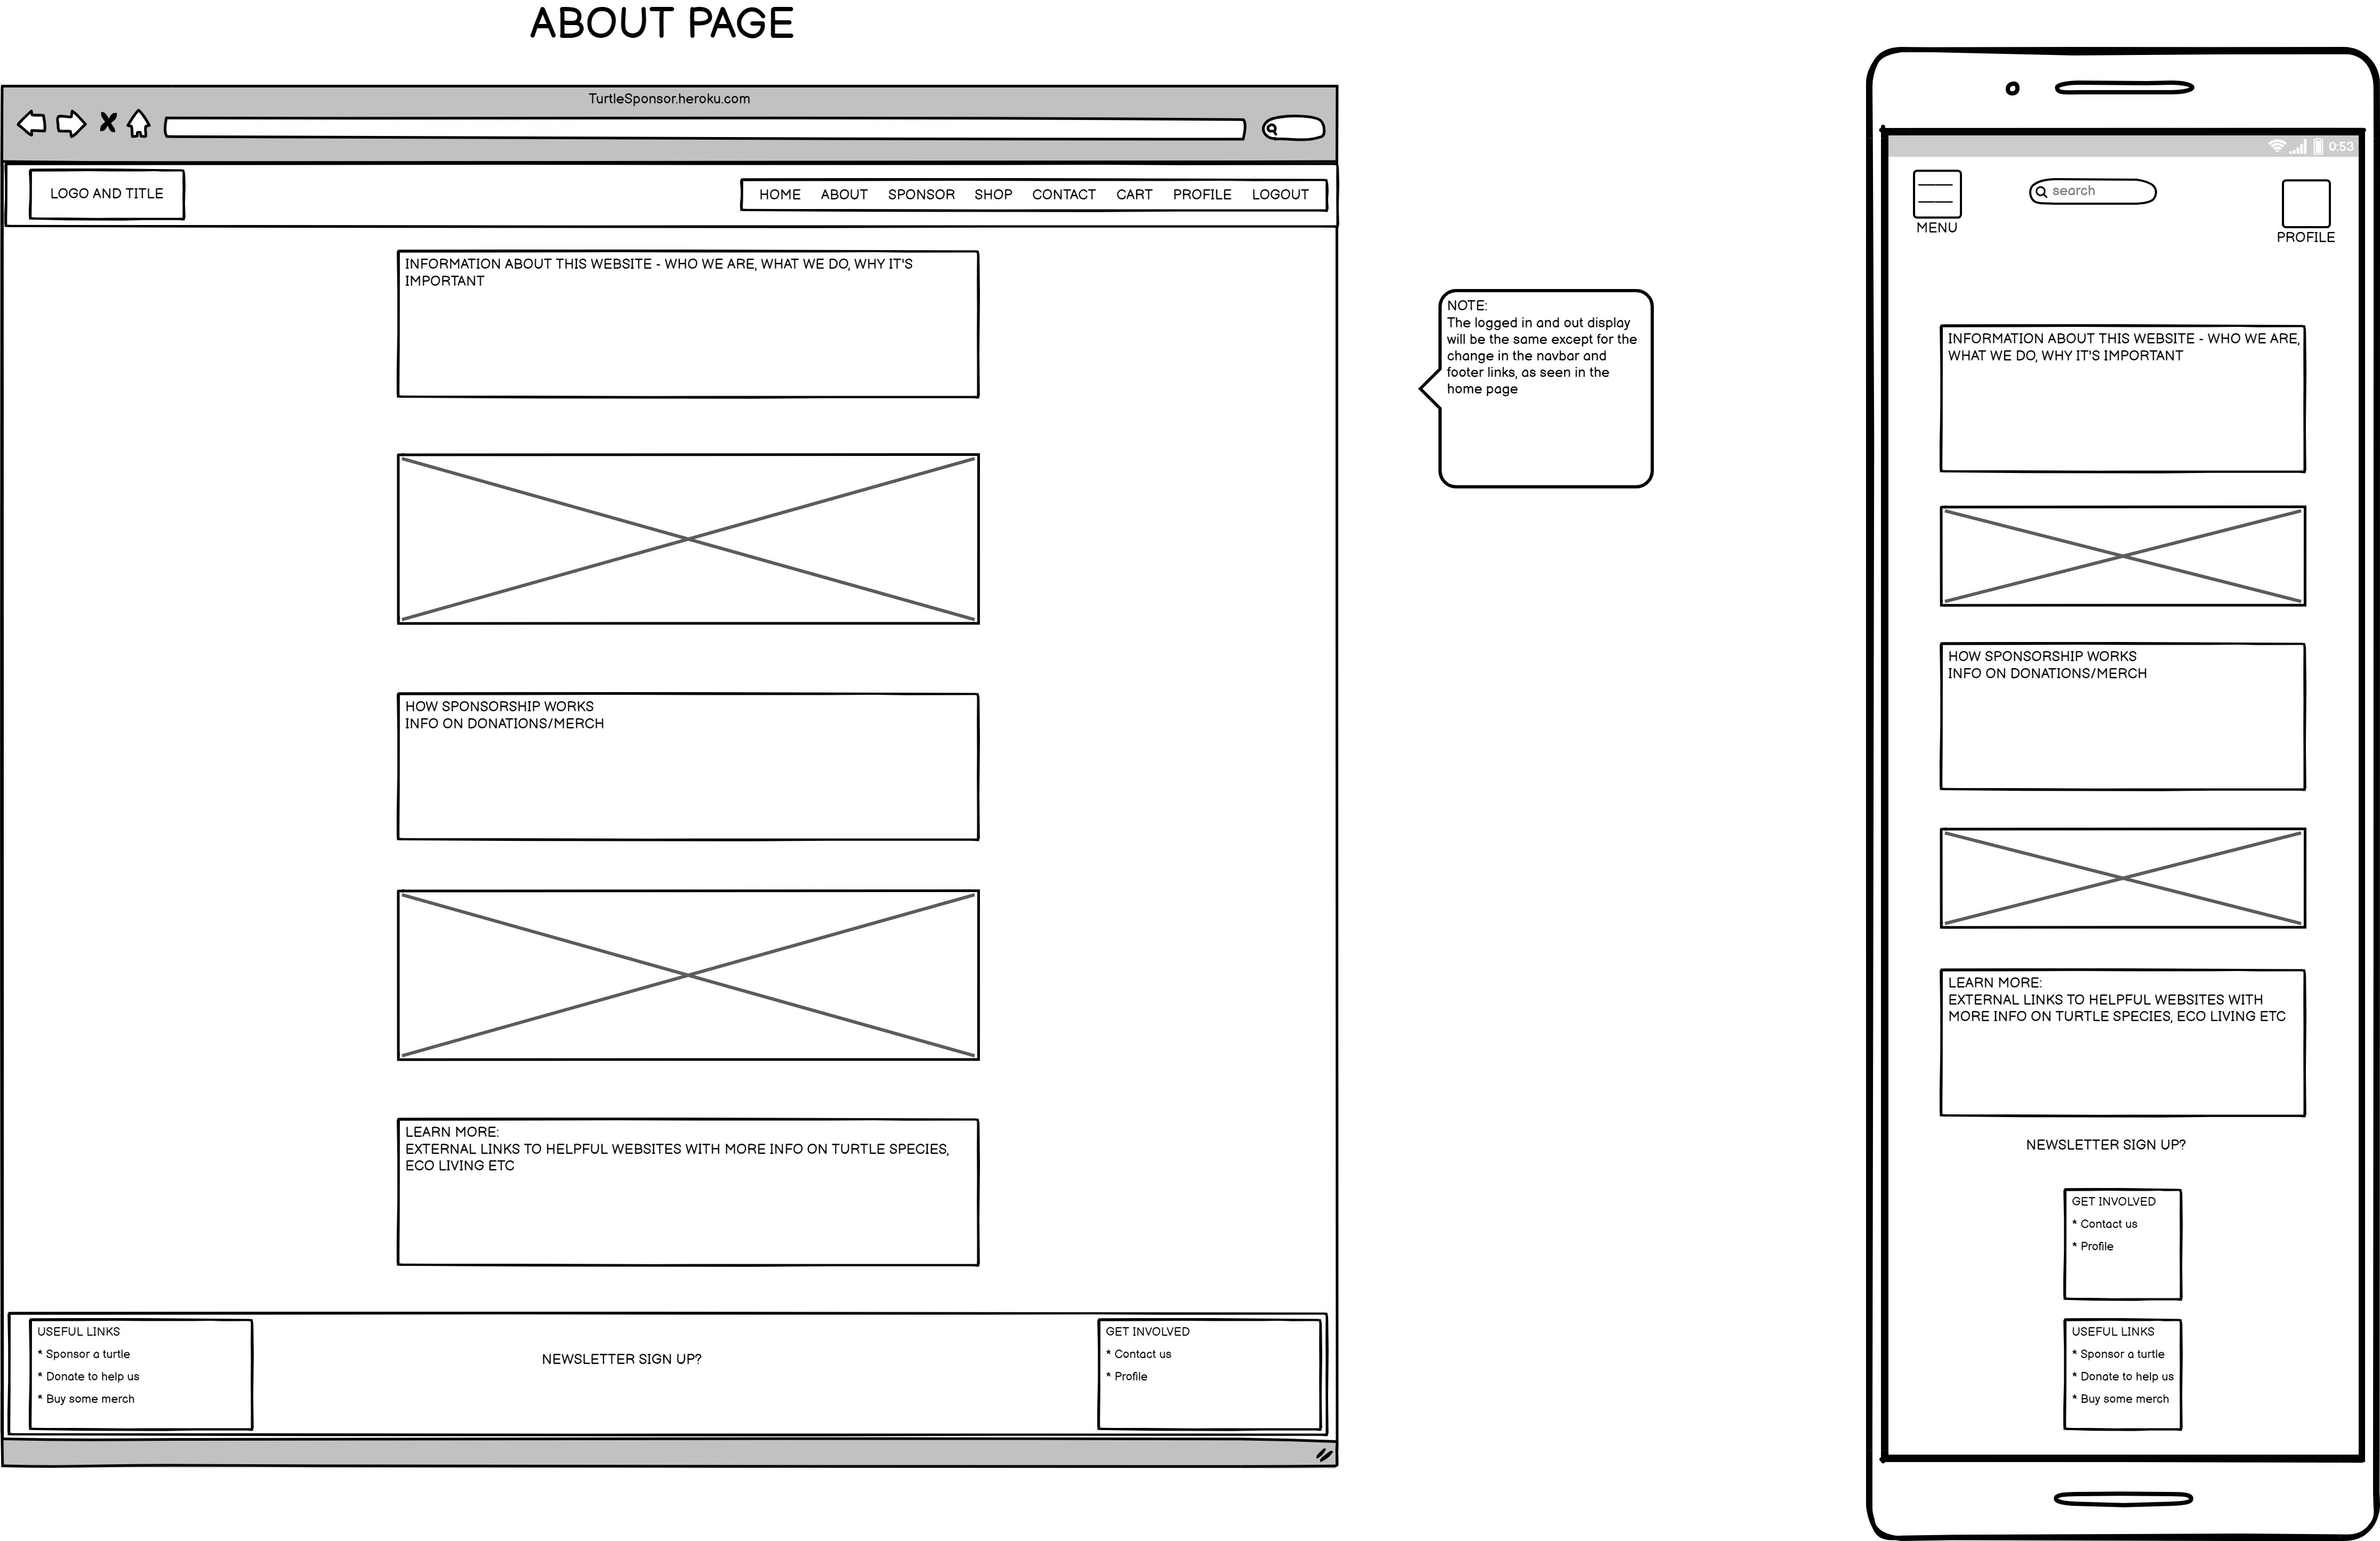 ABOUT PAGE
TurtleSponsor.heroku.com
LOGO AND TITLE
HOME ABOUT SPONSOR SHOP CONTACT CART PROFILE LOGOUT
INFORMATION ABOUT THIS WEBSITE - WHO WE ARE, WHAT WE DO, WHY IT'S
IMPORTANT
HOW SPONSORSHIP WORKS
INFO ON DONATIONS/MERCH
LEARN MORE:
EXTERNAL LINKS TO HELPFUL WEBSITES WITH MORE INFO ON TURTLE SPECIES,
ECO LIVING ETC
USEFUL LINKS
* Sponsor a turtle
* Donate to help us
* Buy some merch
NEWSLETTER SIGN UP?
GET INVOLVED
* Contact us
* Profile
NOTE:
The logged in and out display
will be the same except for the
change in the navbar and
footer links, as seen in the
home page
0:53
MENU
search
PROFILE
INFORMATION ABOUT THIS WEBSITE - WHO WE ARE,
WHAT WE DO, WHY IT'S IMPORTANT
HOW SPONSORSHIP WORKS
INFO ON DONATIONS/MERCH
LEARN MORE:
EXTERNAL LINKS TO HELPFUL WEBSITES WITH
MORE INFO ON TURTLE SPECIES, ECO LIVING ETC
NEWSLETTER SIGN UP?
GET INVOLVED
* Contact us
* Profile
USEFUL LINKS
* Sponsor a turtle
* Donate to help us
* Buy some merch